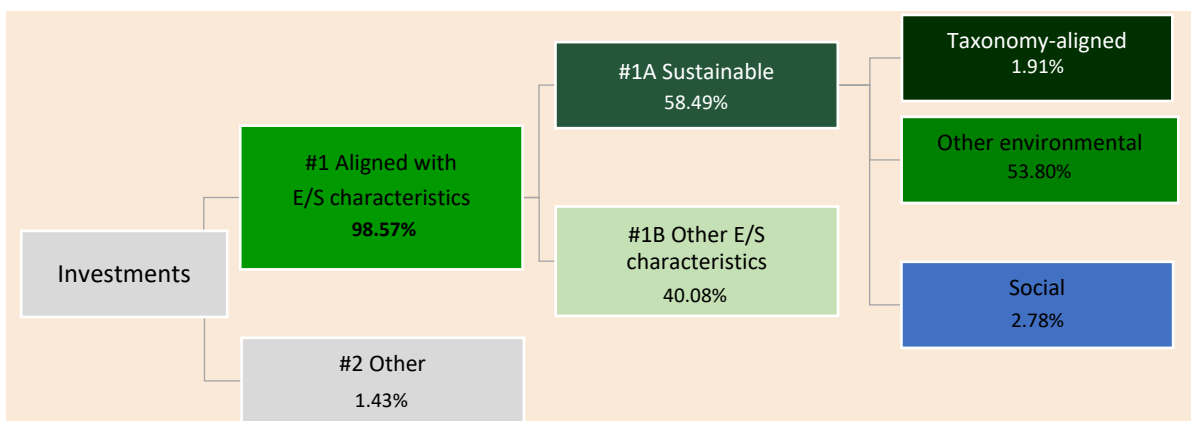 Investments
#1 Aligned with
E/S characteristics
98.57%
#2 Other
1.43%
#1A Sustainable
58.49%
#1B Other E/S
characteristics
40.08%
Taxonomy-aligned
1.91%
Other environmental
53.80%
Social
2.78%